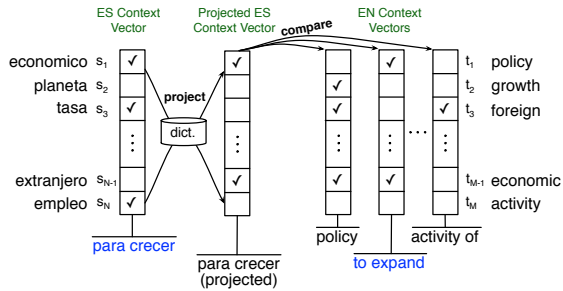 ES Context
Vector
Projected ES
Context Vector
EN Context
Vectors
compare
economico s1 ✓ ✓ ✓ t1 policy
planeta s2 ✓ t2 growth
project
tasa s3 ✓ ✓ ✓ t3 foreign
dict.
...
extranjero sN-1 ✓ ✓ ✓ tM-1 economic
empleo sN ✓ tM activity
para crecer
policy
activity of
para crecer
(projected)
to expand